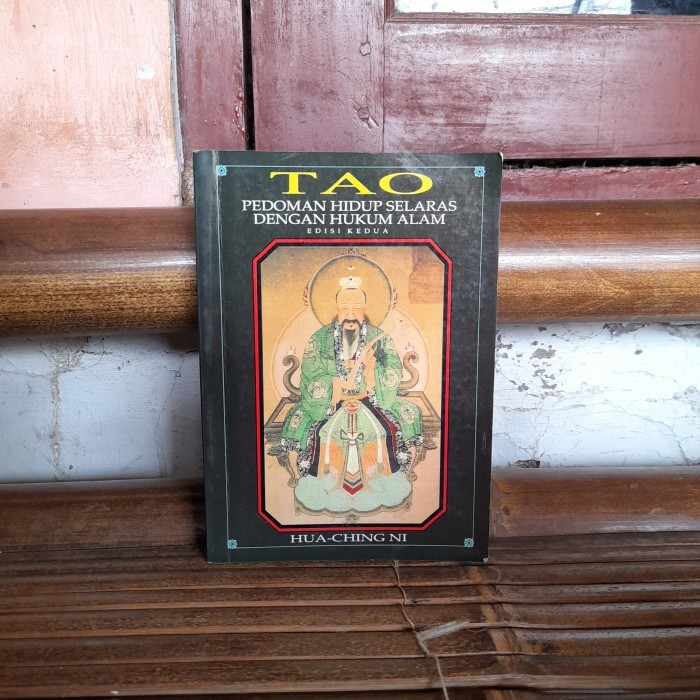 TAO
PEDOMAN HIDUP SELARAS
DENGAN HUKUM ALAM
EDISI KEDUA
HUA-CHING NI